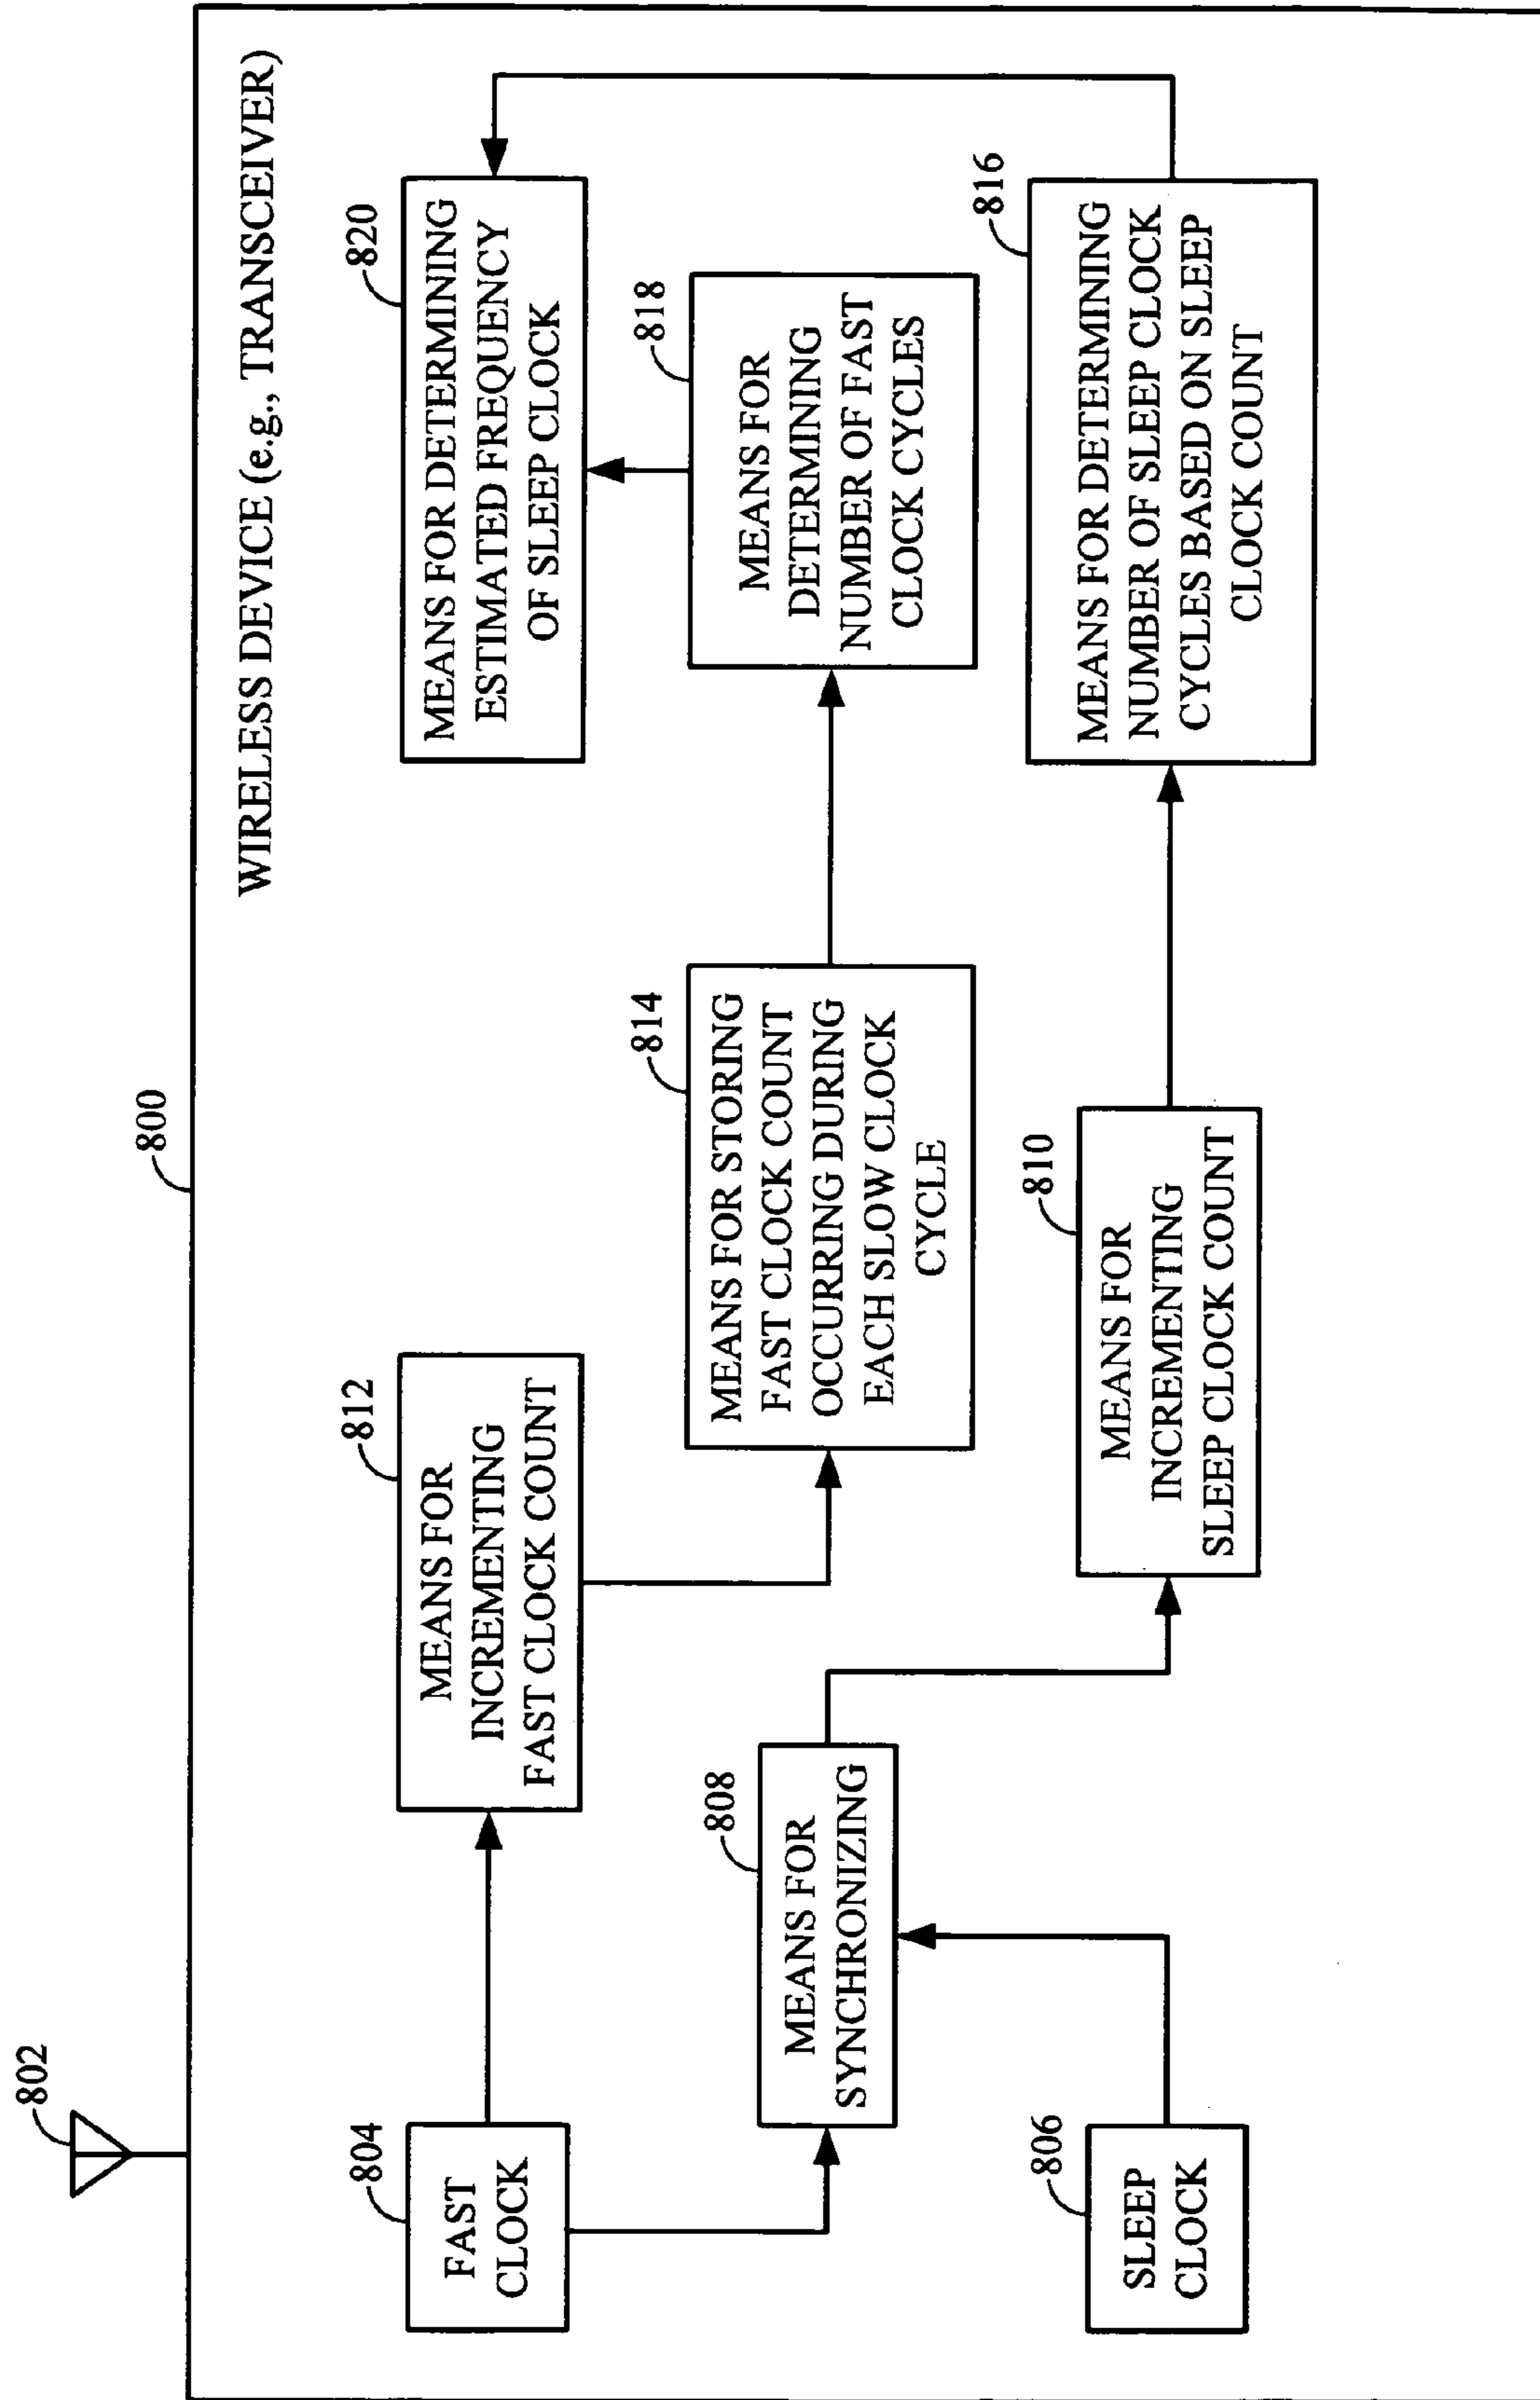 802
800
WIRELESS DEVICE (e.g., TRANSCEIVER)
804
FAST
CLOCK
812
MEANS FOR
INCREMENTING
FAST CLOCK COUNT
820
MEANS FOR DETERMINING
ESTIMATED FREQUENCY
OF SLEEP CLOCK
808
MEANS FOR
SYNCHRONIZING
814
MEANS FOR STORING
FAST CLOCK COUNT
OCCURRING DURING
EACH SLOW CLOCK
CYCLE
818
MEANS FOR
DETERMINING
NUMBER OF FAST
CLOCK CYCLES
806
SLEEP
CLOCK
810
MEANS FOR
INCREMENTING
SLEEP CLOCK COUNT
816
MEANS FOR DETERMINING
NUMBER OF SLEEP CLOCK
CYCLES BASED ON SLEEP
CLOCK COUNT